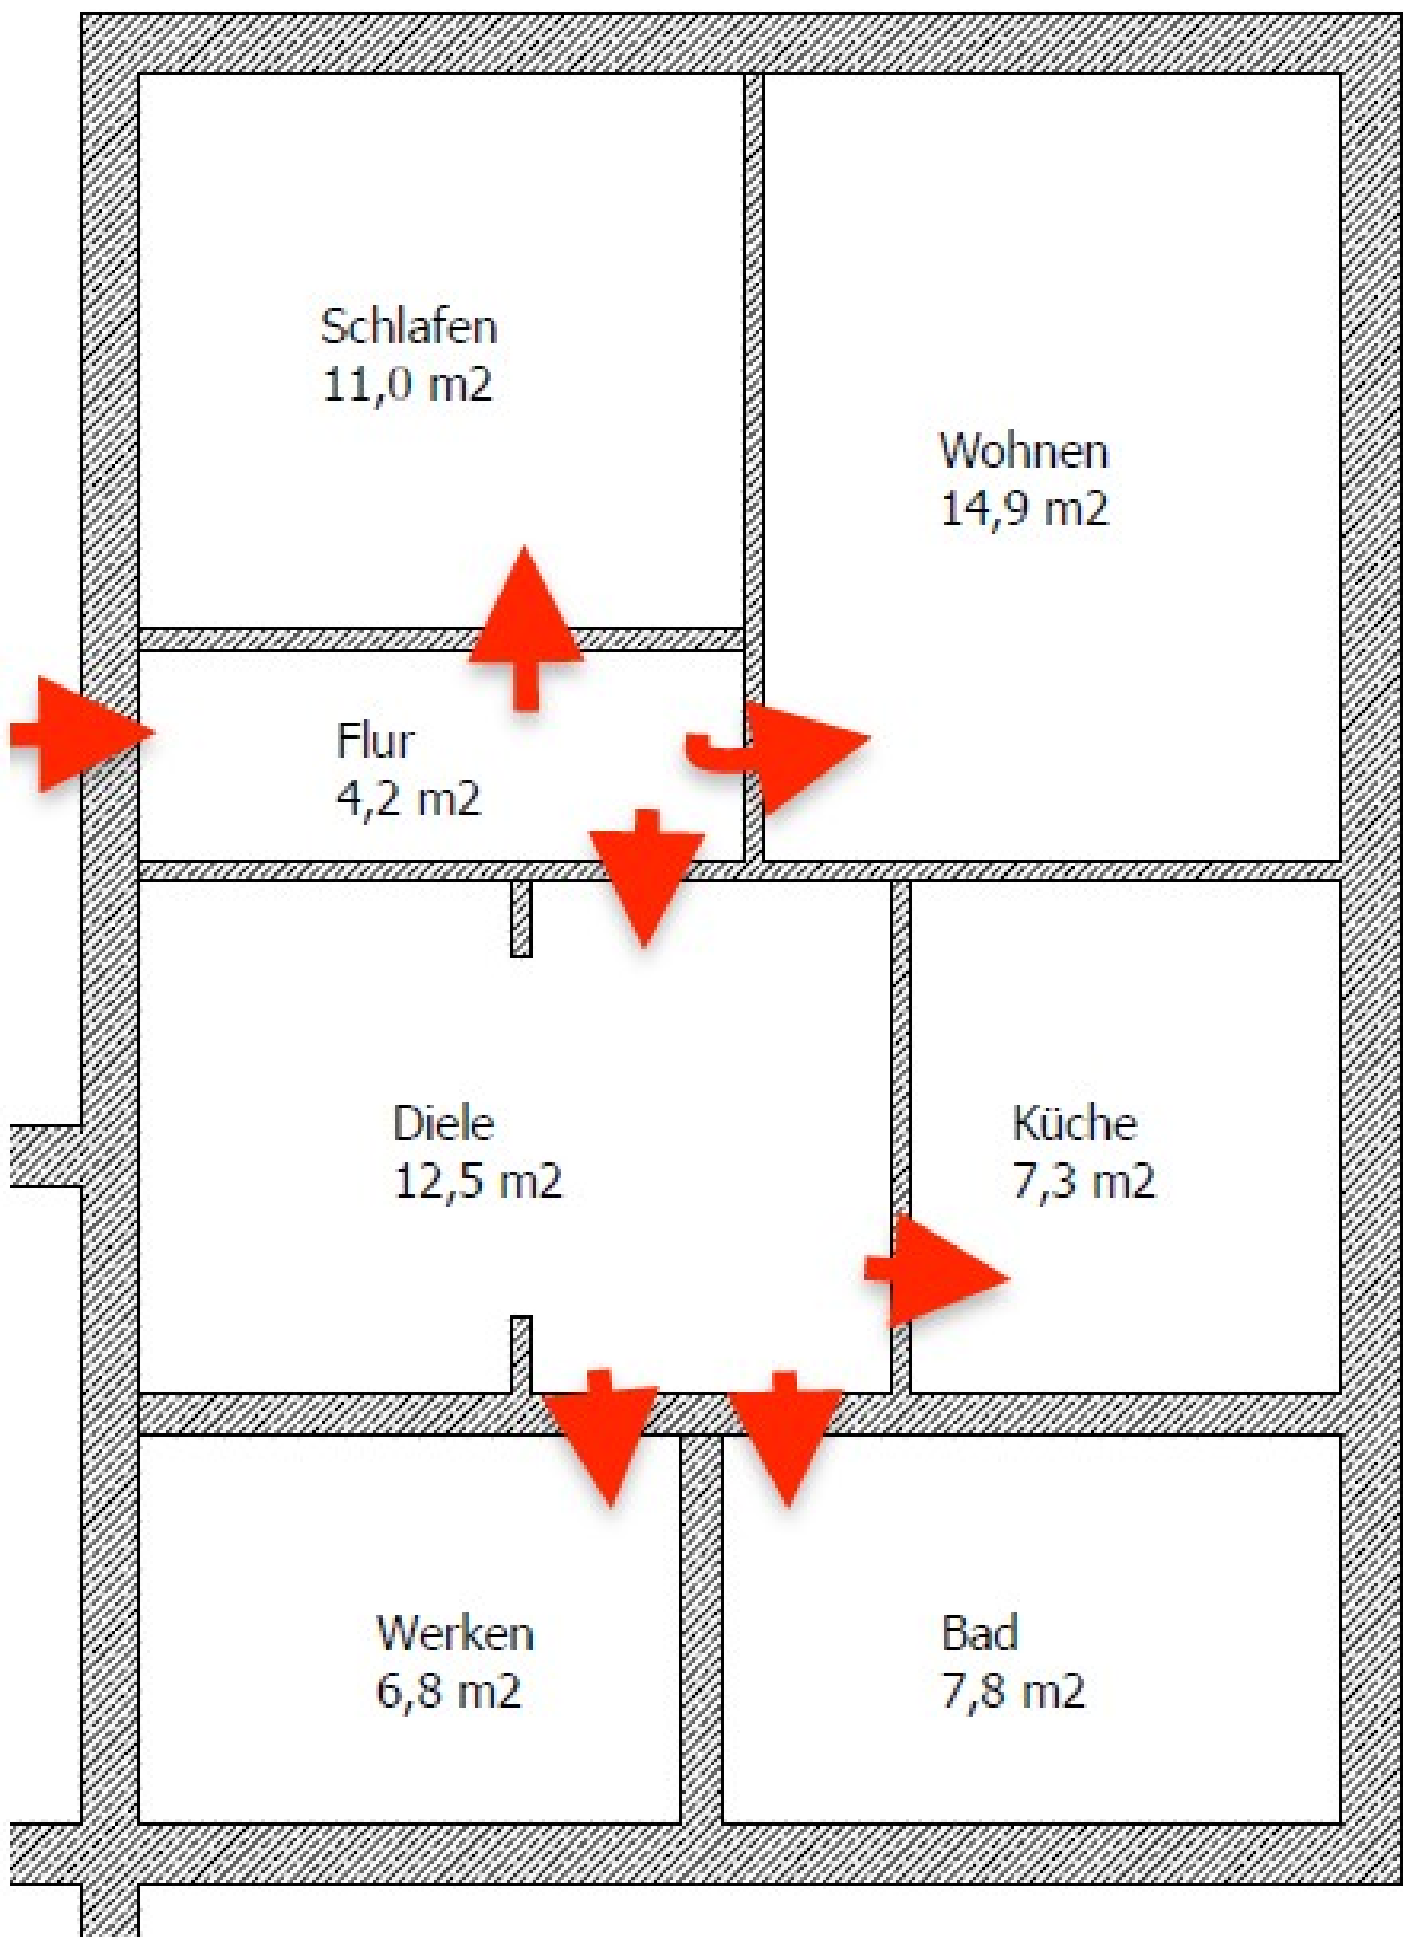 Schlafen
11,0 m2
Wohnen
14,9 m2
Flur
4,2 m2
Diele
12,5 m2
Küche
7,3 m2
Werken
6,8 m2
Bad
7,8 m2